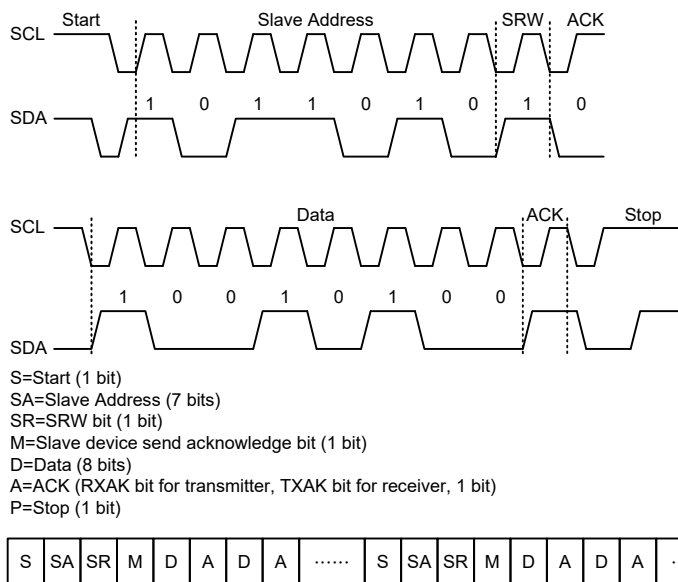 Start Slave Address SRW ACK
SCL
1 0 1 1 0 1 0 1 0
SDA
Data ACK Stop
SCL
1 0 0 1 0 1 0 0
SDA
S=Start (1 bit)
SA=Slave Address (7 bits)
SR=SRW bit (1 bit)
M=Slave device send acknowledge bit (1 bit)
D=Data (8 bits)
A=ACK (RXAK bit for transmitter, TXAK bit for receiver, 1 bit)
P=Stop (1 bit)
S SA SR M D A D A ······ S SA SR M D A D A